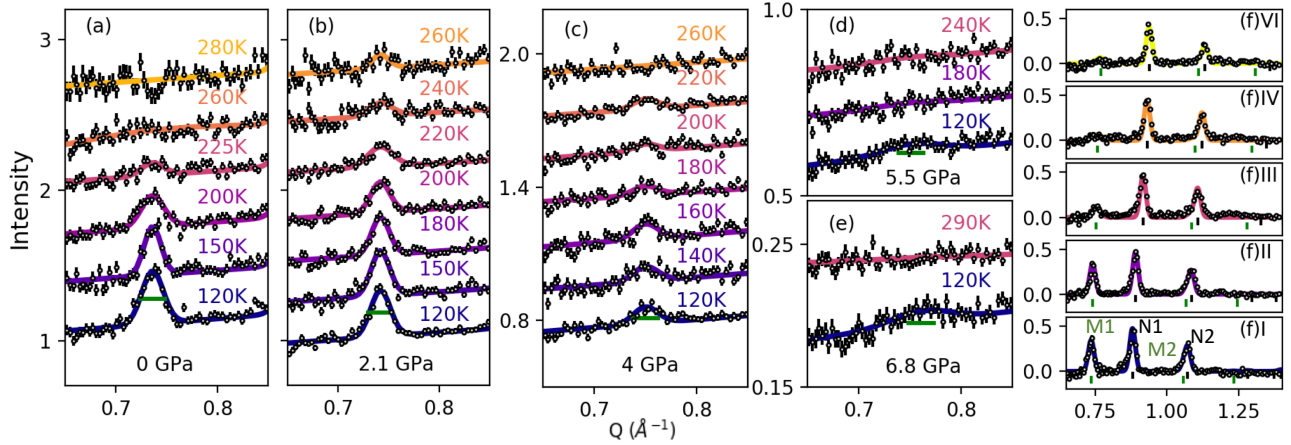 Intensity
3
2
1
(a)
280K
260K
225K
200K
150K
120K
0 GPa
0.7
0.8
(b)
260K
240K
220K
200K
180K
150K
120K
2.1 GPa
0.7
0.8
2.0
1.4
0.8
(c)
260K
220K
200K
180K
160K
140K
120K
4 GPa
0.7
0.8
Q (Å⁻¹)
1.0
0.5
(d)
240K
180K
120K
5.5 GPa
0.25
0.15
(e)
290K
120K
6.8 GPa
0.7
0.8
0.5
0.0
(f)VI
0.5
0.0
(f)IV
0.5
0.0
(f)III
0.5
0.0
(f)II
0.5
0.0
(f)I
M1
N1
M2
N2
0.75
1.00
1.25